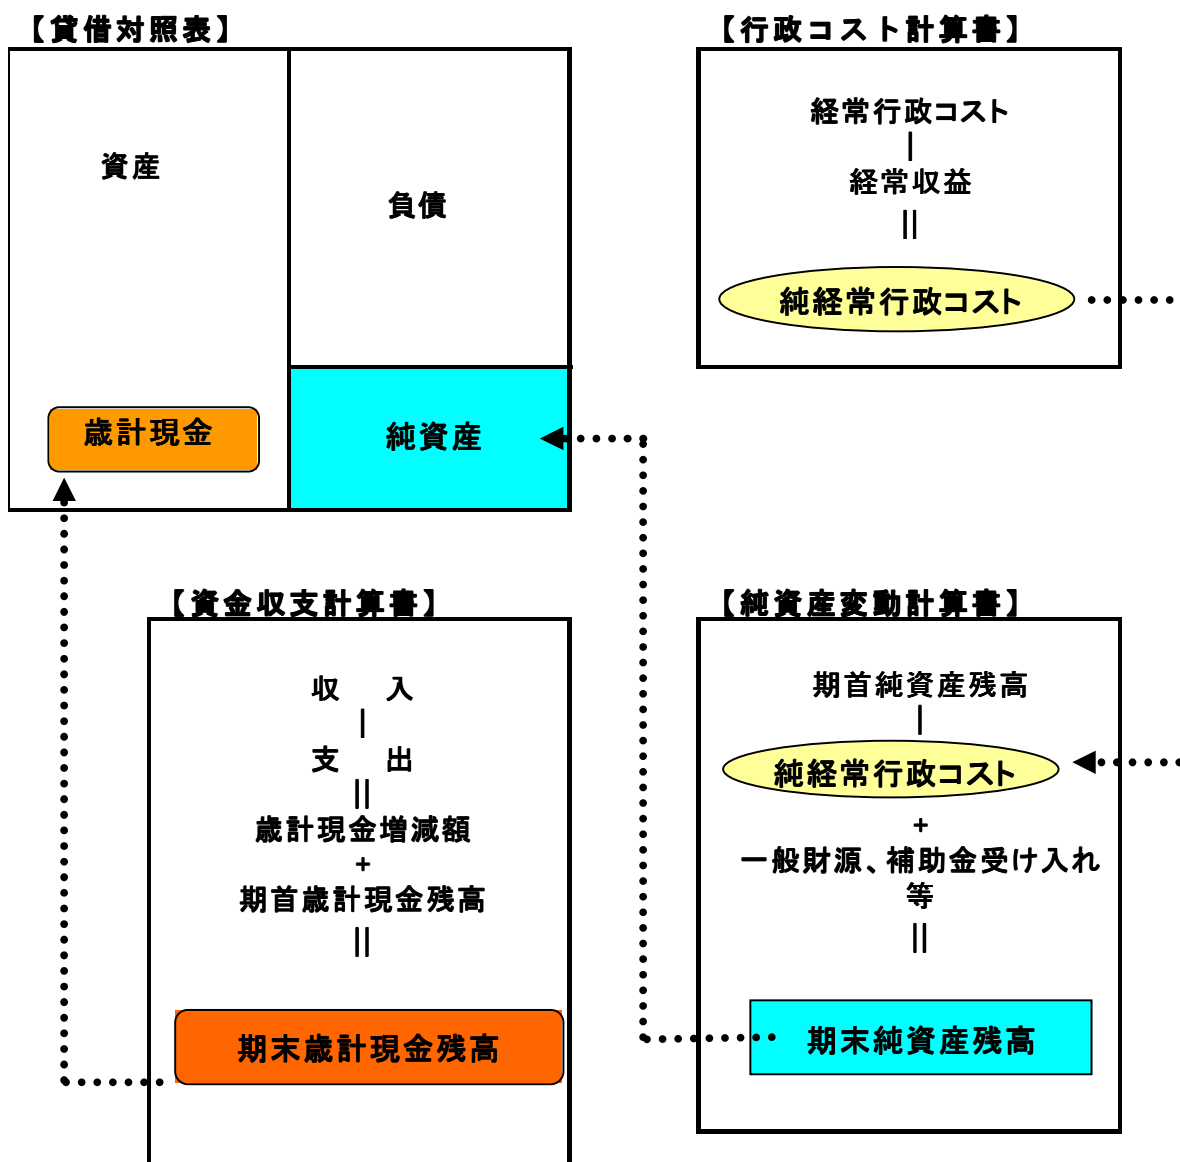 【貸借対照表】
資産
負債
歳計現金
純資産
【行政コスト計算書】
経常行政コスト
|
経常収益
||
純経常行政コスト
【資金収支計算書】
収　入
|
支　出
||
歳計現金増減額
+
期首歳計現金残高
||
期末歳計現金残高
【純資産変動計算書】
期首純資産残高
|
純経常行政コスト
+
一般財源、補助金受け入れ
等
||
期末純資産残高